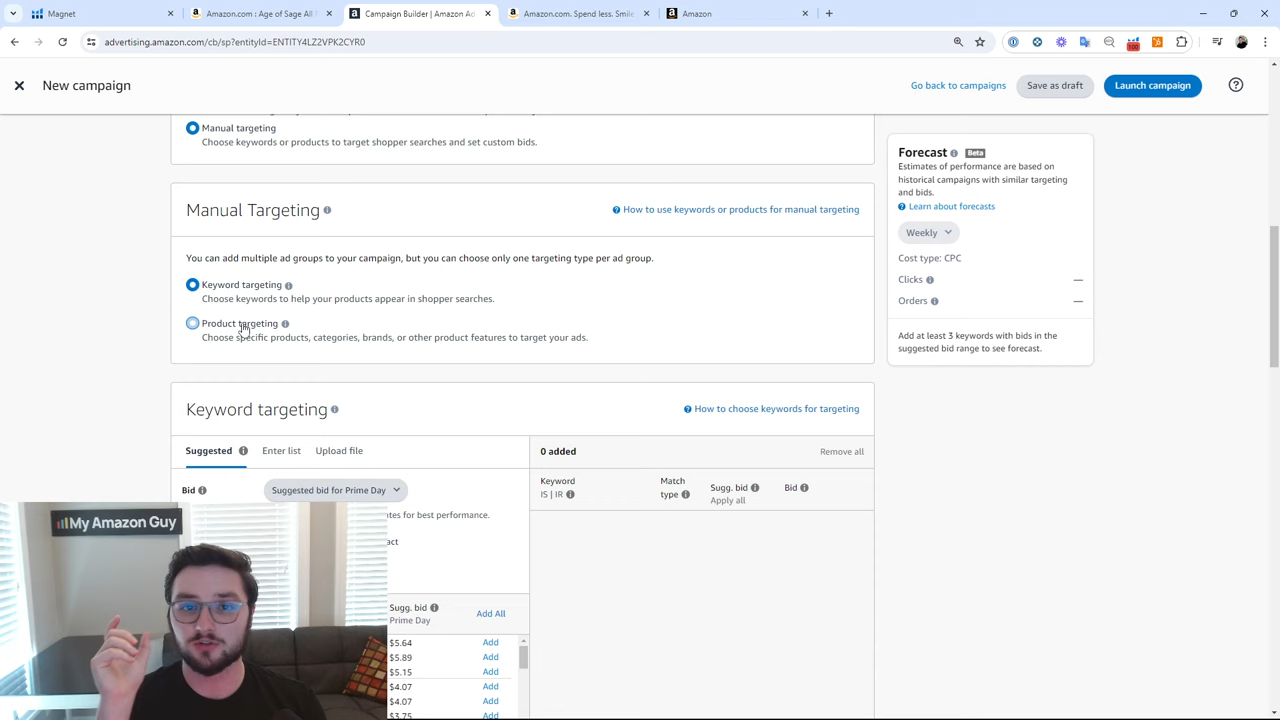 Magnet
Amazon.com : Age of Sage All
Campaign Builder | Amazon Ad
Amazon.com. Spend less. Smile
Amazon
advertising.amazon.com/cb/sp?entityId=ENTITY4LZ2VPK2CYR0
100
New campaign
Go back to campaigns
Save as draft
Launch campaign
Manual targeting
Choose keywords or products to target shopper searches and set custom bids.
Manual Targeting
How to use keywords or products for manual targeting
You can add multiple ad groups to your campaign, but you can choose only one targeting type per ad group.
Keyword targeting
Choose keywords to help your products appear in shopper searches.
Product targeting
Choose specific products, categories, brands, or other product features to target your ads.
Forecast
Beta
Estimates of performance are based on
historical campaigns with similar targeting
and bids.
Learn about forecasts
Weekly
Cost type: CPC
Clicks —
Orders —
Add at least 3 keywords with bids in the
suggested bid range to see forecast.
Keyword targeting
How to choose keywords for targeting
Suggested
Enter list
Upload file
0 added
Remove all
Bid
Suggested bid for Prime Day
Keyword
IS | IR
Match
type
Sugg. bid
Apply all
Bid
tes for best performance.
act
Sugg. bid
Prime Day
Add All
$5.64 Add
$5.89 Add
$5.15 Add
$4.07 Add
$4.07 Add
$3.75 Add
My Amazon Guy